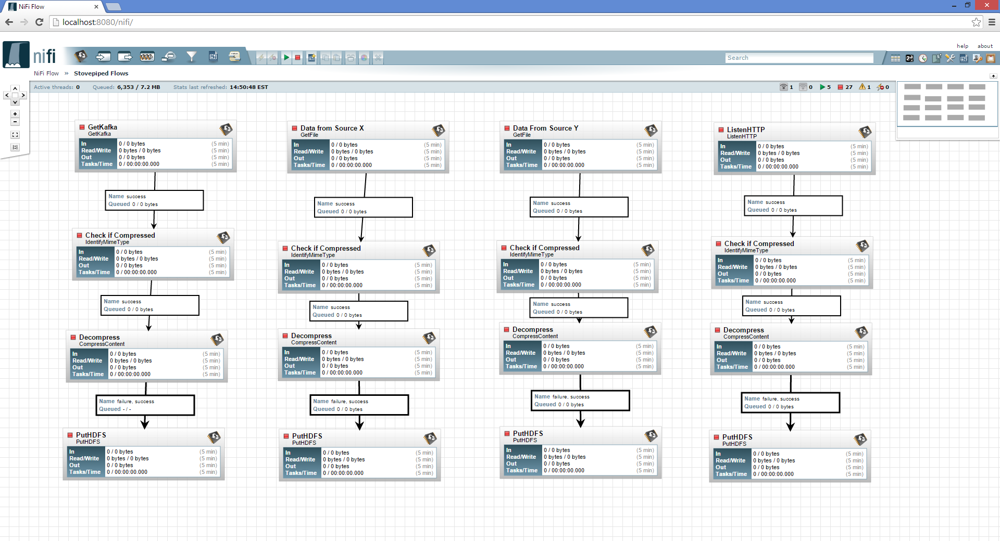 NiFi Flow
localhost:8080/nifi/
nifi
help about
Search
NiFi Flow » Stovepiped Flows
Active threads: 0 Queued: 6,353 / 7.2 MB Stats last refreshed: 14:50:48 EST
1 0 5 27 1 0
GetKafka
GetKafka
In 0 / 0 bytes (5 min)
Read/Write 0 bytes / 0 bytes (5 min)
Out 0 / 0 bytes (5 min)
Tasks/Time 0 / 00:00:00.000 (5 min)
Name success
Queued 0 / 0 bytes
Check if Compressed
IdentifyMimeType
In 0 / 0 bytes (5 min)
Read/Write 0 bytes / 0 bytes (5 min)
Out 0 / 0 bytes (5 min)
Tasks/Time 0 / 00:00:00.000 (5 min)
Name success
Queued 0 / 0 bytes
Decompress
CompressContent
In 0 / 0 bytes (5 min)
Read/Write 0 bytes / 0 bytes (5 min)
Out 0 / 0 bytes (5 min)
Tasks/Time 0 / 00:00:00.000 (5 min)
Name failure, success
Queued - / -
PutHDFS
PutHDFS
In 0 / 0 bytes (5 min)
Read/Write 0 bytes / 0 bytes (5 min)
Out 0 / 0 bytes (5 min)
Tasks/Time 0 / 00:00:00.000 (5 min)
Data from Source X
GetFile
In 0 / 0 bytes (5 min)
Read/Write 0 bytes / 0 bytes (5 min)
Out 0 / 0 bytes (5 min)
Tasks/Time 0 / 00:00:00.000 (5 min)
Name success
Queued 0 / 0 bytes
Check if Compressed
IdentifyMimeType
In 0 / 0 bytes (5 min)
Read/Write 0 bytes / 0 bytes (5 min)
Out 0 / 0 bytes (5 min)
Tasks/Time 0 / 00:00:00.000 (5 min)
Name success
Queued 0 / 0 bytes
Decompress
CompressContent
In 0 / 0 bytes (5 min)
Read/Write 0 bytes / 0 bytes (5 min)
Out 0 / 0 bytes (5 min)
Tasks/Time 0 / 00:00:00.000 (5 min)
Name failure, success
Queued 0 / 0 bytes
PutHDFS
PutHDFS
In 0 / 0 bytes (5 min)
Read/Write 0 bytes / 0 bytes (5 min)
Out 0 / 0 bytes (5 min)
Tasks/Time 0 / 00:00:00.000 (5 min)
Data From Source Y
GetFile
In 0 / 0 bytes (5 min)
Read/Write 0 bytes / 0 bytes (5 min)
Out 0 / 0 bytes (5 min)
Tasks/Time 0 / 00:00:00.000 (5 min)
Name success
Queued 0 / 0 bytes
Check if Compressed
IdentifyMimeType
In 0 / 0 bytes (5 min)
Read/Write 0 bytes / 0 bytes (5 min)
Out 0 / 0 bytes (5 min)
Tasks/Time 0 / 00:00:00.000 (5 min)
Name success
Queued 0 / 0 bytes
Decompress
CompressContent
In 0 / 0 bytes (5 min)
Read/Write 0 bytes / 0 bytes (5 min)
Out 0 / 0 bytes (5 min)
Tasks/Time 0 / 00:00:00.000 (5 min)
Name failure, success
Queued 0 / 0 bytes
PutHDFS
PutHDFS
In 0 / 0 bytes (5 min)
Read/Write 0 bytes / 0 bytes (5 min)
Out 0 / 0 bytes (5 min)
Tasks/Time 0 / 00:00:00.000 (5 min)
ListenHTTP
ListenHTTP
In 0 / 0 bytes (5 min)
Read/Write 0 bytes / 0 bytes (5 min)
Out 0 / 0 bytes (5 min)
Tasks/Time 0 / 00:00:00.000 (5 min)
Name success
Queued 0 / 0 bytes
Check if Compressed
IdentifyMimeType
In 0 / 0 bytes (5 min)
Read/Write 0 bytes / 0 bytes (5 min)
Out 0 / 0 bytes (5 min)
Tasks/Time 0 / 00:00:00.000 (5 min)
Name success
Queued 0 / 0 bytes
Decompress
CompressContent
In 0 / 0 bytes (5 min)
Read/Write 0 bytes / 0 bytes (5 min)
Out 0 / 0 bytes (5 min)
Tasks/Time 0 / 00:00:00.000 (5 min)
Name failure, success
Queued 0 / 0 bytes
PutHDFS
PutHDFS
In 0 / 0 bytes (5 min)
Read/Write 0 bytes / 0 bytes (5 min)
Out 0 / 0 bytes (5 min)
Tasks/Time 0 / 00:00:00.000 (5 min)